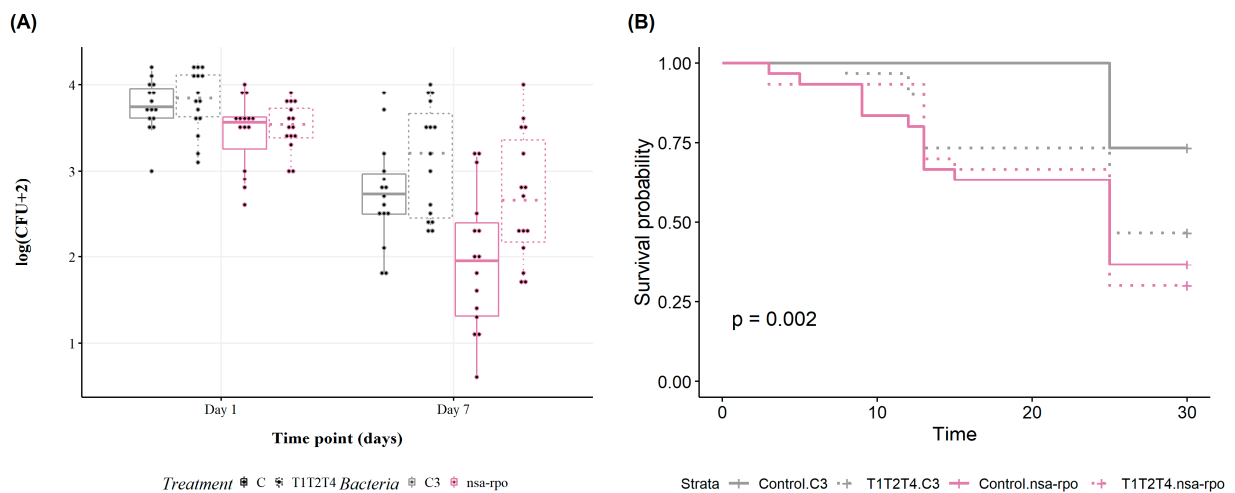 (A)
(B)
log(CFU+2)
4
3
2
1
Day 1
Day 7
Time point (days)
Treatment C T1T2T4 Bacteria C3 nsa-rpo
Survival probability
1.00
0.75
0.50
0.25
0.00
p = 0.002
0 10 20 30
Time
Strata Control.C3 T1T2T4.C3 Control.nsa-rpo T1T2T4.nsa-rpo